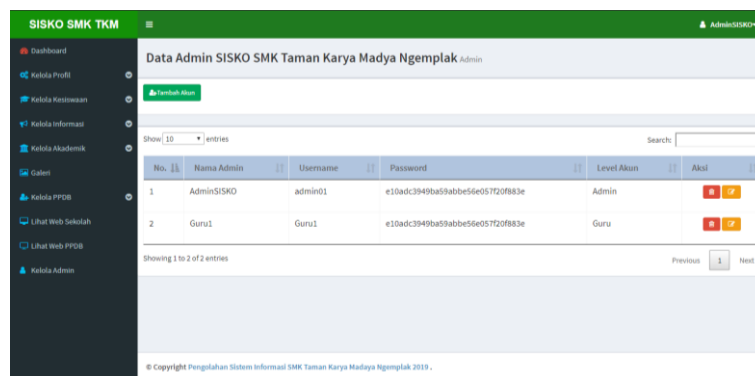 SISKO SMK TKM
AdminSISKO
Dashboard
Kelola Profil
Kelola Kesiswaan
Kelola Informasi
Kelola Akademik
Galeri
Kelola PPDB
Lihat Web Sekolah
Lihat Web PPDB
Kelola Admin
Data Admin SISKO SMK Taman Karya Madya Ngemplak Admin
Tambah Akun
Show 10 entries
Search:
No. Nama Admin Username Password Level Akun Aksi
1 AdminSISKO admin01 e10adc3949ba59abbe56e057f20f883e Admin
2 Guru1 Guru1 e10adc3949ba59abbe56e057f20f883e Guru
Showing 1 to 2 of 2 entries
Previous 1 Next
© Copyright Pengolahan Sistem Informasi SMK Taman Karya Madaya Ngemplak 2019 .